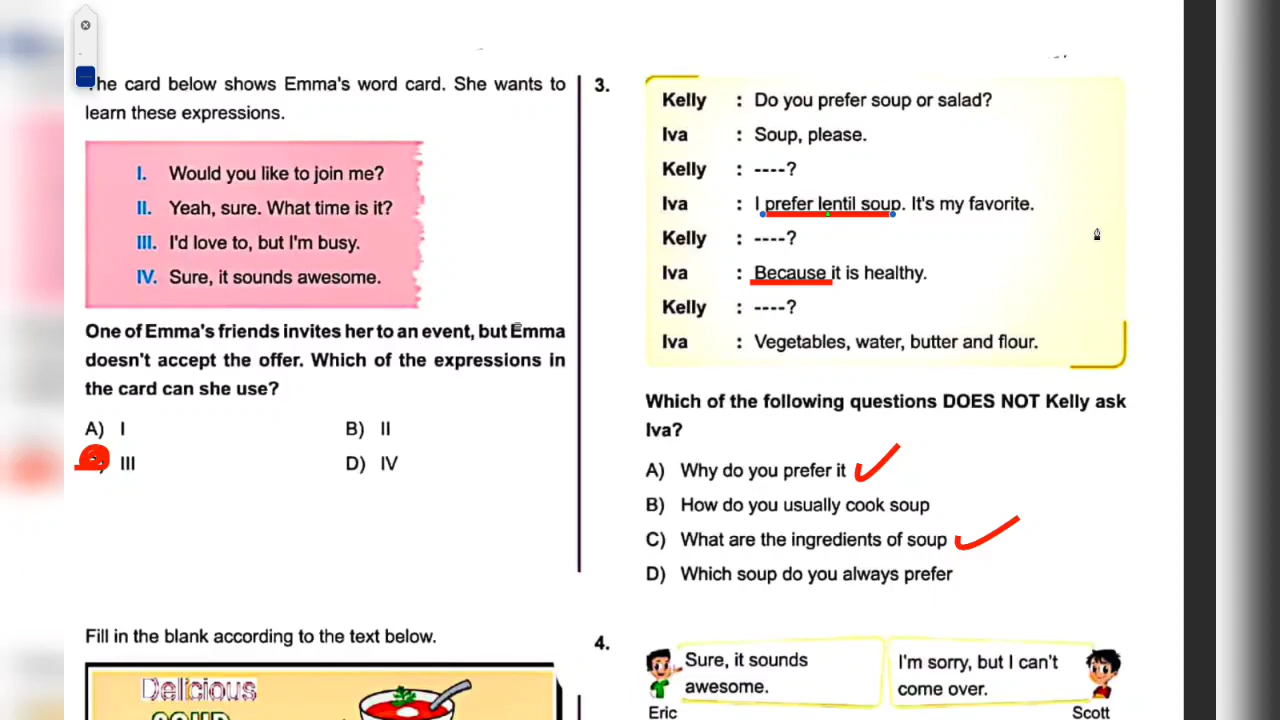 The card below shows Emma's word card. She wants to
learn these expressions.
I. Would you like to join me?
II. Yeah, sure. What time is it?
III. I'd love to, but I'm busy.
IV. Sure, it sounds awesome.
One of Emma's friends invites her to an event, but Emma
doesn't accept the offer. Which of the expressions in
the card can she use?
A) I
B) II
III
D) IV
Fill in the blank according to the text below.
Delicious
SOUP
3.
Kelly : Do you prefer soup or salad?
Iva : Soup, please.
Kelly : ----?
Iva : I prefer lentil soup. It's my favorite.
Kelly : ----?
Iva : Because it is healthy.
Kelly : ----?
Iva : Vegetables, water, butter and flour.
Which of the following questions DOES NOT Kelly ask
Iva?
A) Why do you prefer it
B) How do you usually cook soup
C) What are the ingredients of soup
D) Which soup do you always prefer
4.
Sure, it sounds
awesome.
Eric
I'm sorry, but I can't
come over.
Scott